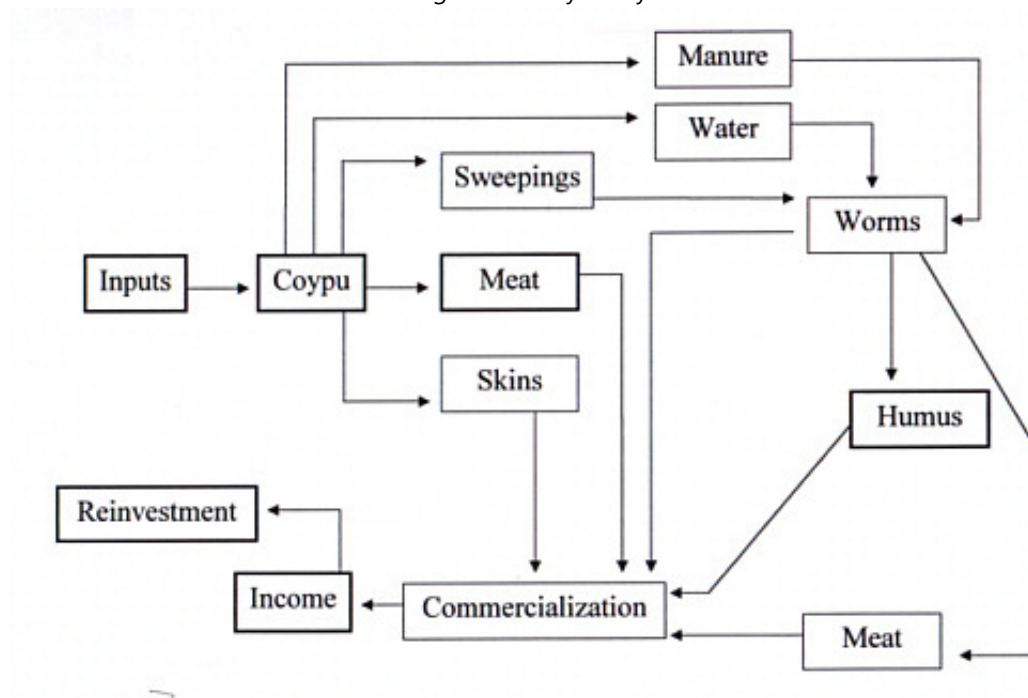 Manure
Water
Sweepings
Worms
Inputs
Coypu
Meat
Skins
Humus
Reinvestment
Income
Commercialization
Meat